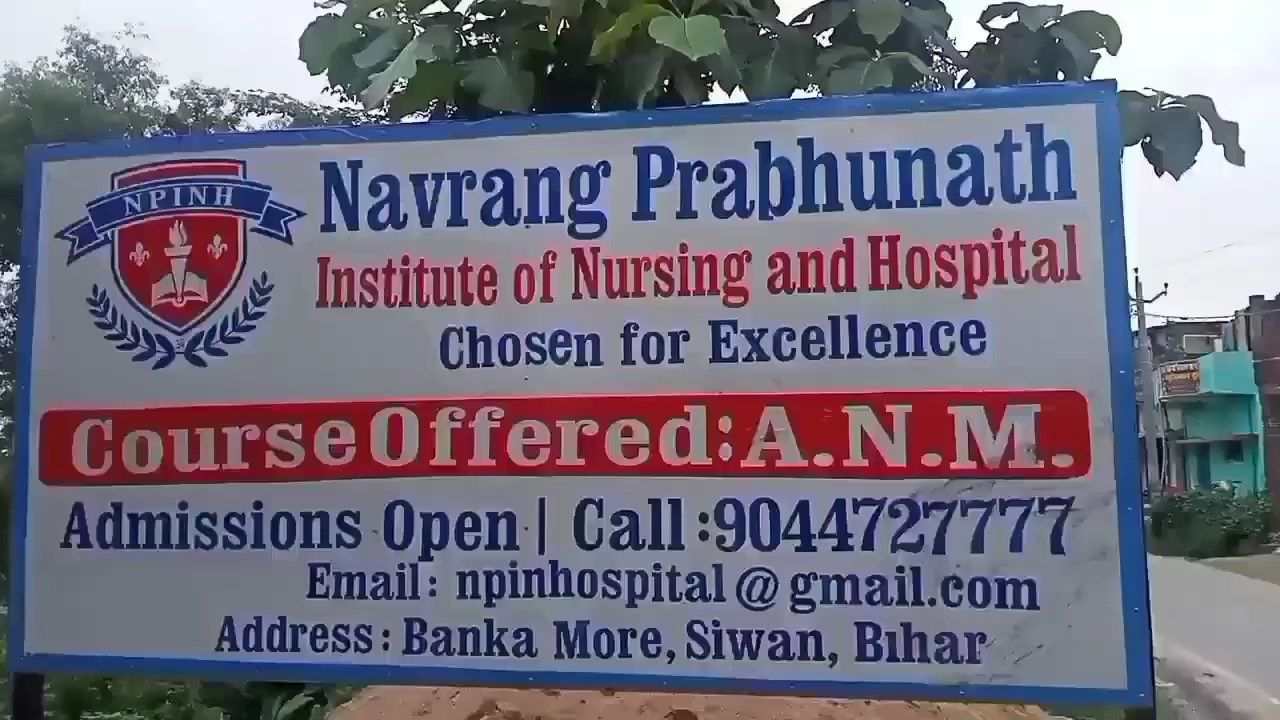 NPINH
Navrang Prabhunath
Institute of Nursing and Hospital
Chosen for Excellence
Course Offered: A.N.M.
Admissions Open | Call :9044727777
Email: npinhospital@gmail.com
Address: Banka More, Siwan, Bihar